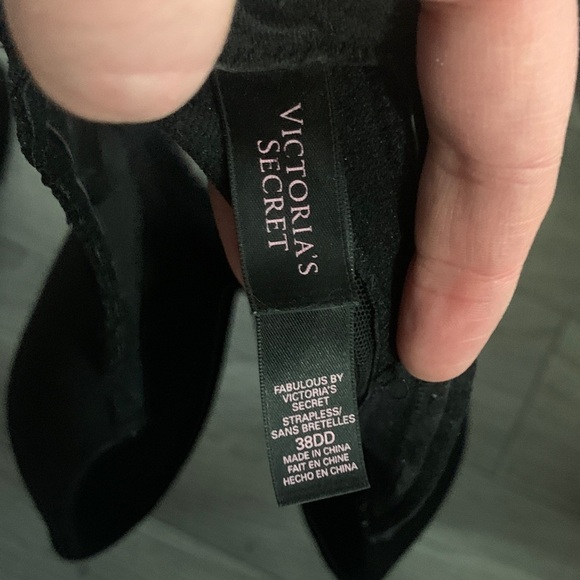 VICTORIA'S
SECRET
FABULOUS BY
VICTORIA'S
SECRET
STRAPLESS/
SANS BRETELLES
38DD
MADE IN CHINA
FAIT EN CHINE
HECHO EN CHINA